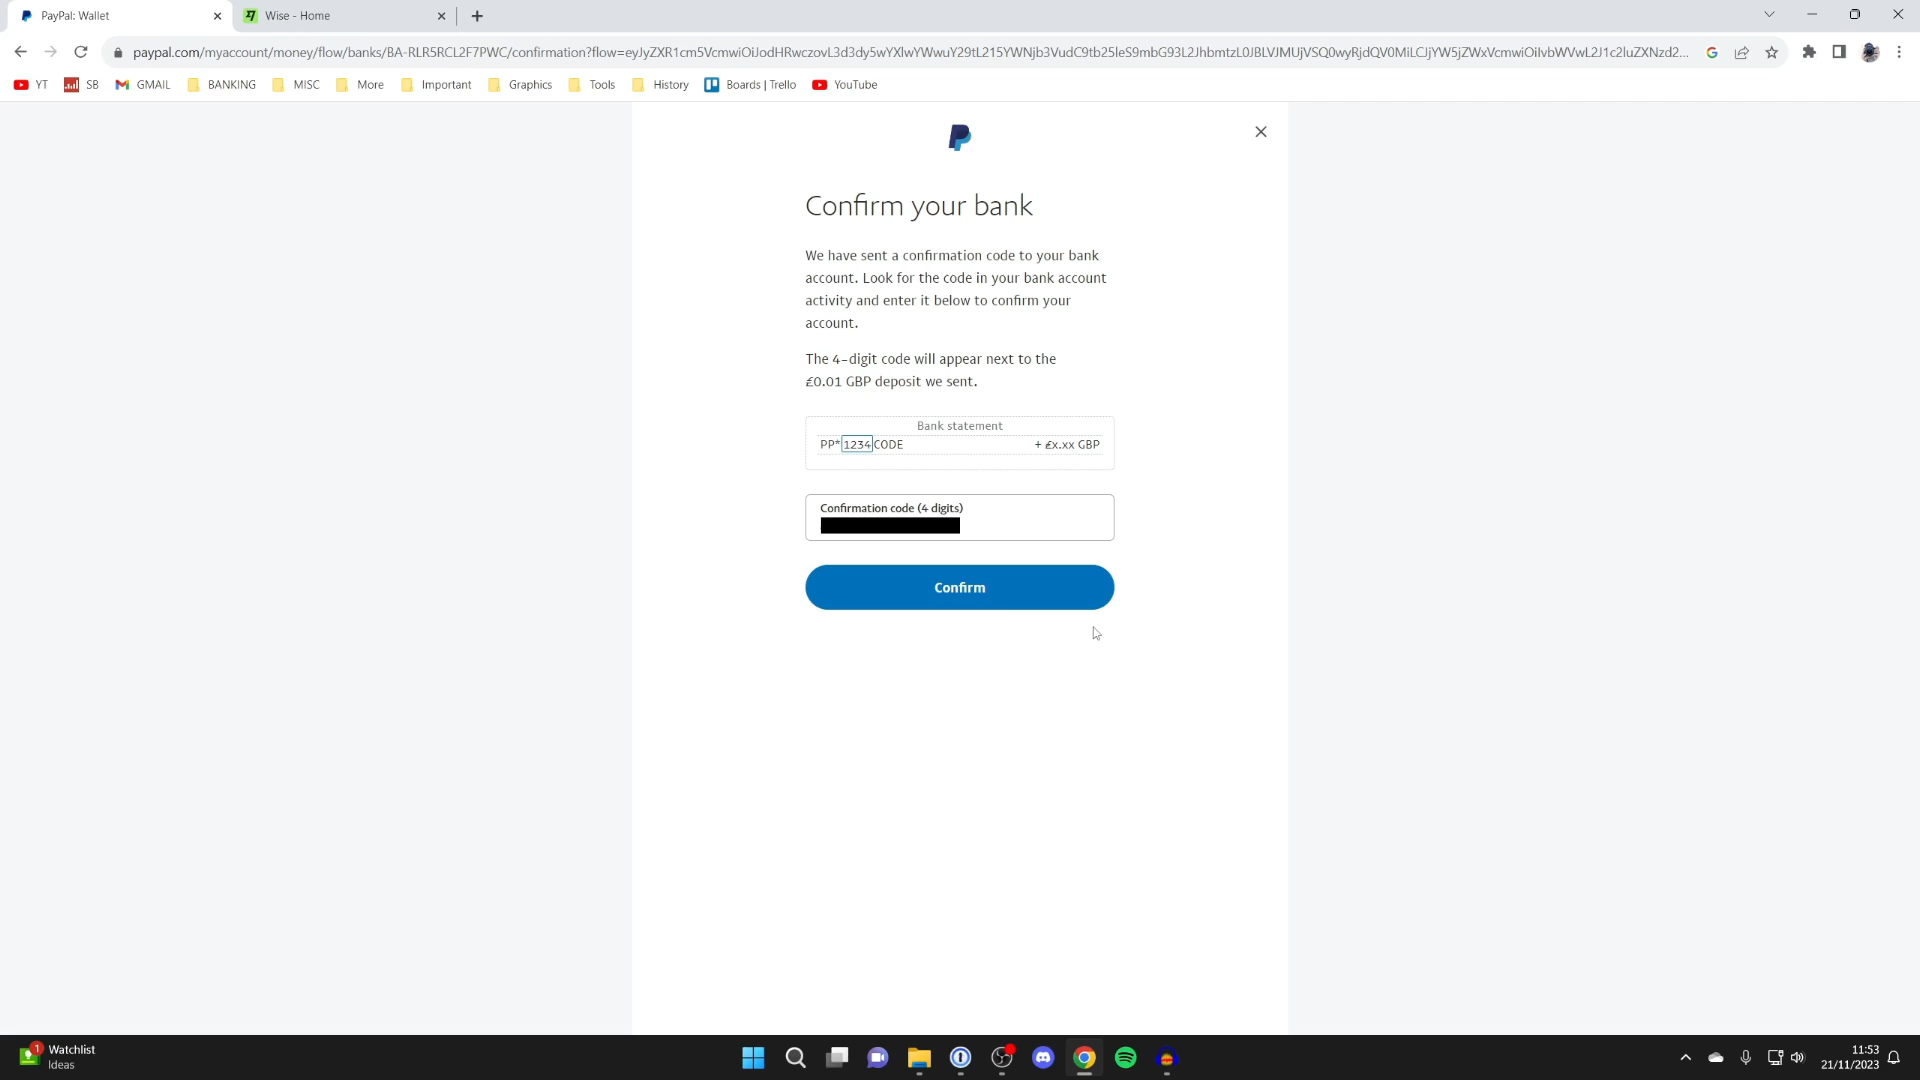 PayPal: Wallet
Wise - Home
paypal.com/myaccount/money/flow/banks/BA-RLR5RCL2F7PWC/confirmation?flow=eyJyZXR1cm5VcmwiOiJodHRwczovL3d3dy5wYXlwYWwuY29tL215YWNjb3VudC9tb25leS9mbG93L2JhbmtzL0JBLVJMUjVSQ0wyRjdQV0MiLCJjYW5jZWxVcmwiOiIvbWVwL2J1c2luZXNzd2...
YT
SB
GMAIL
BANKING
MISC
More
Important
Graphics
Tools
History
Boards | Trello
YouTube
Confirm your bank
We have sent a confirmation code to your bank
account. Look for the code in your bank account
activity and enter it below to confirm your
account.
The 4-digit code will appear next to the
£0.01 GBP deposit we sent.
Bank statement
PP*1234CODE + £x.xx GBP
Confirmation code (4 digits)
Confirm
1
Watchlist
Ideas
11:53
21/11/2023